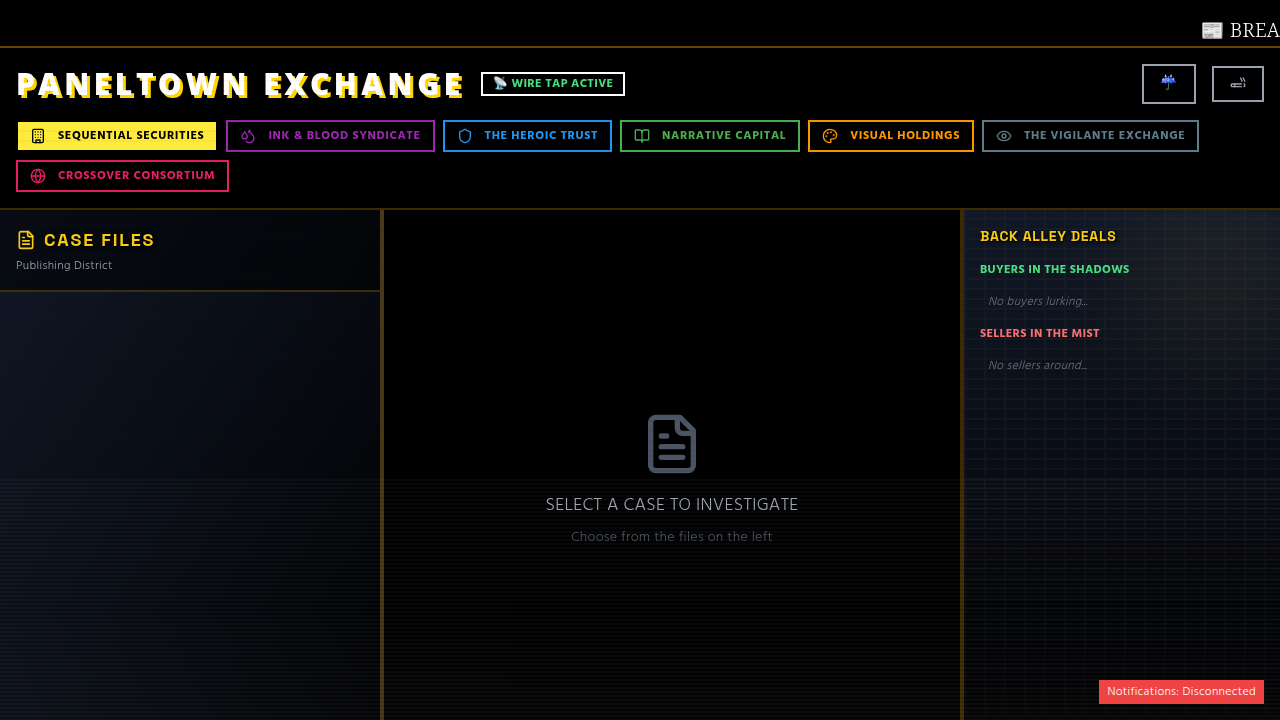 📰 BREA
PANELTOWN EXCHANGE
📡 WIRE TAP ACTIVE
☔
🚬
SEQUENTIAL SECURITIES
INK & BLOOD SYNDICATE
THE HEROIC TRUST
NARRATIVE CAPITAL
VISUAL HOLDINGS
THE VIGILANTE EXCHANGE
CROSSOVER CONSORTIUM
CASE FILES
Publishing District
SELECT A CASE TO INVESTIGATE
Choose from the files on the left
BACK ALLEY DEALS
BUYERS IN THE SHADOWS
No buyers lurking...
SELLERS IN THE MIST
No sellers around...
Notifications: Disconnected